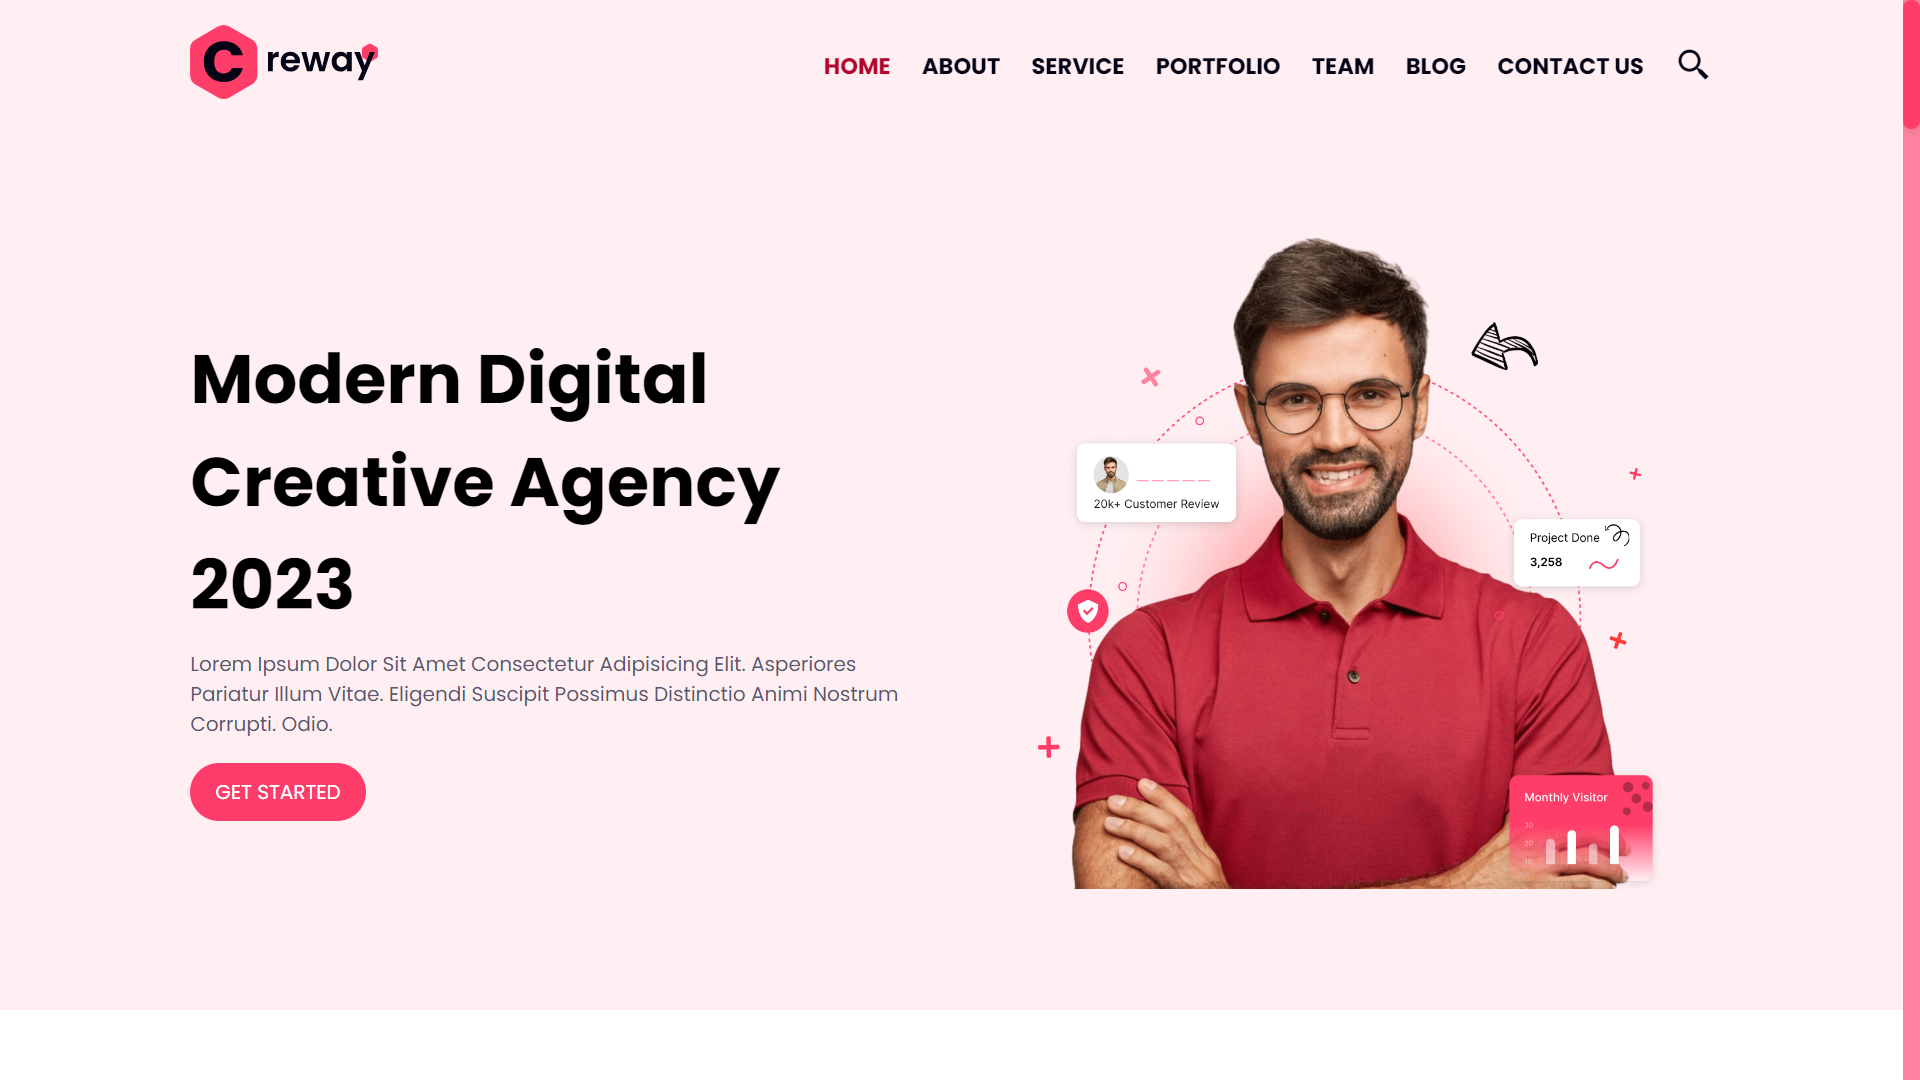 Creway
HOME ABOUT SERVICE PORTFOLIO TEAM BLOG CONTACT US
Modern Digital
Creative Agency
2023
Lorem Ipsum Dolor Sit Amet Consectetur Adipisicing Elit. Asperiores
Pariatur Illum Vitae. Eligendi Suscipit Possimus Distinctio Animi Nostrum
Corrupti. Odio.
GET STARTED
20k+ Customer Review
Project Done
3,258
Monthly Visitor
30
20
10